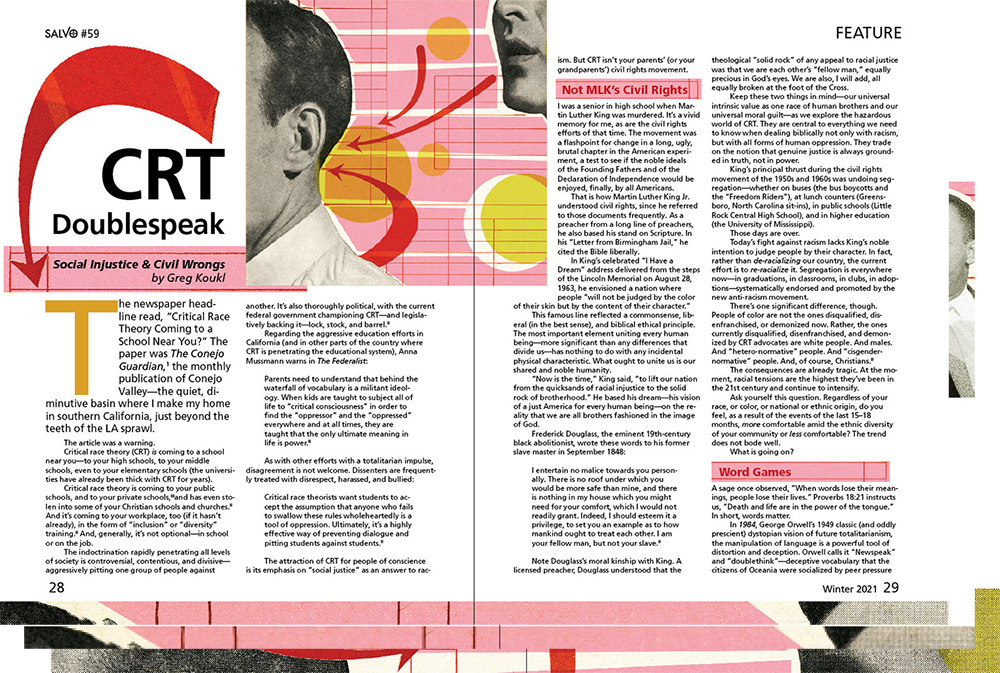 SALVO #59
FEATURE
CRT
Doublespeak
Social Injustice & Civil Wrongs
by Greg Koukl
The newspaper head-
line read, “Critical Race
Theory Coming to a
School Near You?” The
paper was The Conejo
Guardian,¹ the monthly
publication of Conejo
Valley—the quiet, di-
minutive basin where I make my home
in southern California, just beyond the
teeth of the LA sprawl.
The article was a warning.
Critical race theory (CRT) is coming to a school
near you—to your high schools, to your middle
schools, even to your elementary schools (the universi-
ties have already been thick with CRT for years).
Critical race theory is coming to your public
schools, and to your private schools, and has even sto-
len into some of your Christian schools and churches.
And it’s coming to your workplace, too (if it hasn’t
already), in the form of “inclusion” or “diversity”
training. And, generally, it’s not optional—in school
or on the job.
The indoctrination rapidly penetrating all levels
of society is controversial, contentious, and divisive—
aggressively pitting one group of people against
another. It’s also thoroughly political, with the current
federal government championing CRT—and legisla-
tively backing it—lock, stock, and barrel.
Regarding the aggressive education efforts in
California (and in other parts of the country where
CRT is penetrating the educational system), Anna
Mussmann warns in The Federalist:
Parents need to understand that behind the
waterfall of vocabulary is a militant ideol-
ogy. When kids are taught to subject all of
life to “critical consciousness” in order to
find the “oppressor” and the “oppressed”
everywhere and at all times, they are
taught that the only ultimate meaning in
life is power.
As with other efforts with a totalitarian impulse,
disagreement is not welcome. Dissenters are frequent-
ly treated with disrespect, harassed, and bullied:
Critical race theorists want students to ac-
cept the assumption that anyone who fails
to swallow these rules wholeheartedly is a
tool of oppression. Ultimately, it’s a highly
effective way of preventing dialogue and
pitting students against students.
The attraction of CRT for people of conscience
is its emphasis on “social justice” as an answer to rac-
28
ism. But CRT isn’t your parents’ (or your
grandparents’) civil rights movement.
Not MLK’s Civil Rights
I was a senior in high school when Mar-
tin Luther King was murdered. It’s a vivid
memory for me, as are the civil rights
efforts of that time. The movement was
a flashpoint for change in a long, ugly,
brutal chapter in the American experi-
ment, a test to see if the noble ideals
of the Founding Fathers and of the
Declaration of Independence would be
enjoyed, finally, by all Americans.
That is how Martin Luther King Jr.
understood civil rights, since he referred
to those documents frequently. As a
preacher from a long line of preachers,
he also based his stand on Scripture. In
his “Letter from Birmingham Jail,” he
cited the Bible liberally.
In King’s celebrated “I Have a
Dream” address delivered from the steps
of the Lincoln Memorial on August 28,
1963, he envisioned a nation where
people “will not be judged by the color
of their skin but by the content of their character.”
This famous line reflected a commonsense, lib-
eral (in the best sense), and biblical ethical principle.
The most important element uniting every human
being—more significant than any differences that
divide us—has nothing to do with any incidental
physical characteristic. What ought to unite us is our
shared and noble humanity.
“Now is the time,” King said, “to lift our nation
from the quicksands of racial injustice to the solid
rock of brotherhood.” He based his dream—his vision
of a just America for every human being—on the re-
ality that we are all brothers fashioned in the image
of God.
Frederick Douglass, the eminent 19th-century
black abolitionist, wrote these words to his former
slave master in September 1848:
I entertain no malice towards you person-
ally. There is no roof under which you
would be more safe than mine, and there
is nothing in my house which you might
need for your comfort, which I would not
readily grant. Indeed, I should esteem it a
privilege, to set you an example as to how
mankind ought to treat each other. I am
your fellow man, but not your slave.
Note Douglass’s moral kinship with King. A
licensed preacher, Douglass understood that the
theological “solid rock” of any appeal to racial justice
was that we are each other’s “fellow man,” equally
precious in God’s eyes. We are also, I will add, all
equally broken at the foot of the Cross.
Keep these two things in mind—our universal
intrinsic value as one race of human brothers and our
universal moral guilt—as we explore the hazardous
world of CRT. They are central to everything we need
to know when dealing biblically not only with racism,
but with all forms of human oppression. They trade
on the notion that genuine justice is always ground-
ed in truth, not in power.
King’s principal thrust during the civil rights
movement of the 1950s and 1960s was undoing seg-
regation—whether on buses (the bus boycotts and
the “Freedom Riders”), at lunch counters (Greens-
boro, North Carolina sit-ins), in public schools (Little
Rock Central High School), and in higher education
(the University of Mississippi).
Those days are over.
Today’s fight against racism lacks King’s noble
intention to judge people by their character. In fact,
rather than de-racializing our country, the current
effort is to re-racialize it. Segregation is everywhere
now—in graduations, in classrooms, in clubs, in adop-
tions—systematically endorsed and promoted by the
new anti-racism movement.
There’s one significant difference, though.
People of color are not the ones disqualified, dis-
enfranchised, or demonized now. Rather, the ones
currently disqualified, disenfranchised, and demon-
ized by CRT advocates are white people. And males.
And “hetero-normative” people. And “cisgender-
normative” people. And, of course, Christians.
The consequences are already tragic. At the mo-
ment, racial tensions are the highest they’ve been in
the 21st century and continue to intensify.
Ask yourself this question. Regardless of your
race, or color, or national or ethnic origin, do you
feel, as a result of the events of the last 15–18
months, more comfortable amid the ethnic diversity
of your community or less comfortable? The trend
does not bode well.
What is going on?
Word Games
A sage once observed, “When words lose their mean-
ings, people lose their lives.” Proverbs 18:21 instructs
us, “Death and life are in the power of the tongue.”
In short, words matter.
In 1984, George Orwell’s 1949 classic (and oddly
prescient) dystopian vision of future totalitarianism,
the manipulation of language is a powerful tool of
distortion and deception. Orwell calls it “Newspeak”
and “doublethink”—deceptive vocabulary that the
citizens of Oceania were socialized by peer pressure
Winter 2021 29